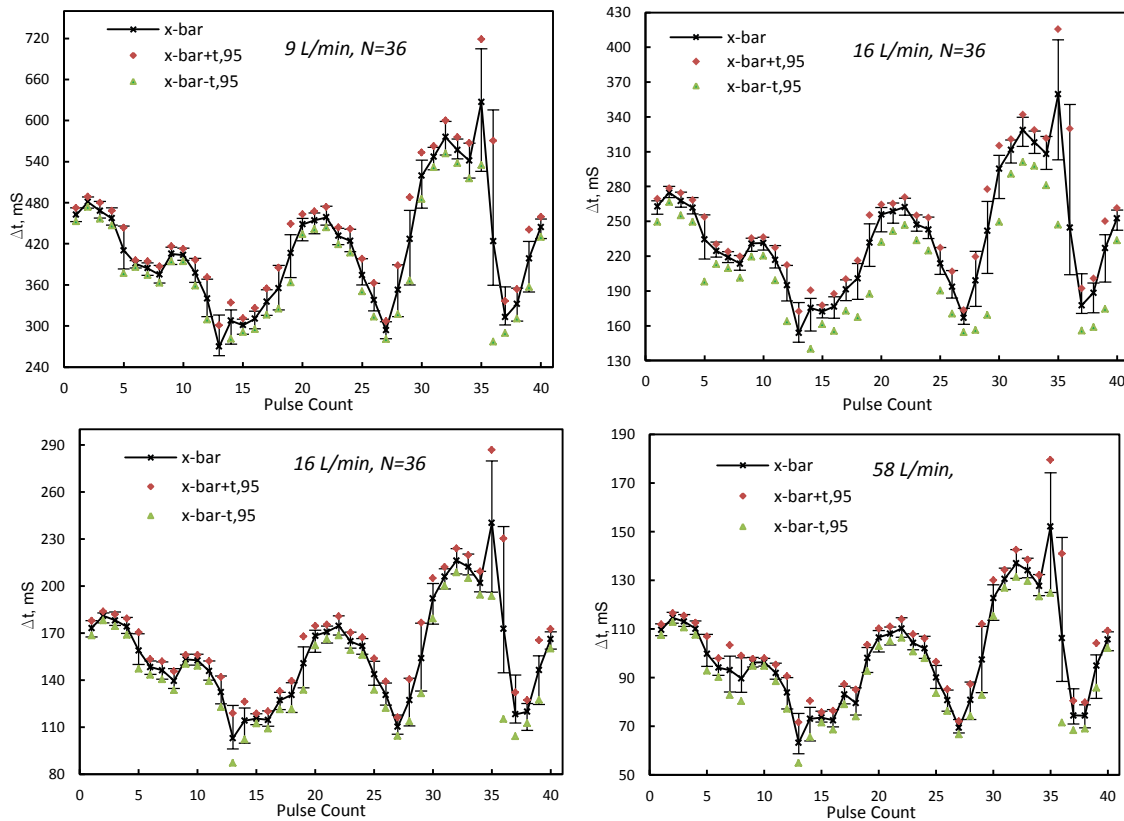 x-bar
x-bar+t,95
x-bar-t,95
9 L/min, N=36
Δt, mS
720
660
600
540
480
420
360
300
240
0 5 10 15 20 25 30 35 40
Pulse Count
x-bar
x-bar+t,95
x-bar-t,95
16 L/min, N=36
Δt, mS
430
400
370
340
310
280
250
220
190
160
130
0 5 10 15 20 25 30 35 40
Pulse Count
x-bar
x-bar+t,95
x-bar-t,95
16 L/min, N=36
Δt, mS
290
260
230
200
170
140
110
80
0 5 10 15 20 25 30 35 40
Pulse Count
x-bar
x-bar+t,95
x-bar-t,95
58 L/min,
Δt, mS
190
170
150
130
110
90
70
50
0 5 10 15 20 25 30 35 40
Pulse Count